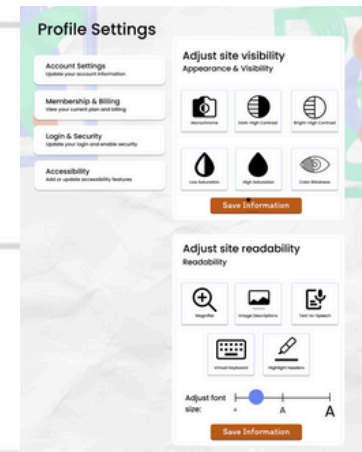 Profile Settings
Account Settings
Update your account information
Membership & Billing
View your current plan and billing
Login & Security
Update your login and enable security
Accessibility
Add or update accessibility features
Adjust site visibility
Appearance & Visibility
Monochrome
Dark High Contrast
Bright High Contrast
Low Saturation
High Saturation
Color Blindness
Save Information
Adjust site readability
Readability
Magnifier
Image Descriptions
Text-to-Speech
Virtual Keyboard
Highlight Headers
Adjust font
size:
A A A
Save Information